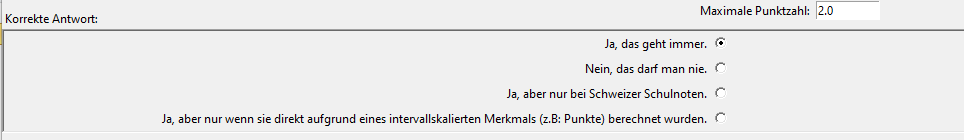 Maximale Punktzahl: 2.0
Korrekte Antwort:
Ja, das geht immer.
Nein, das darf man nie.
Ja, aber nur bei Schweizer Schulnoten.
Ja, aber nur wenn sie direkt aufgrund eines intervallskalierten Merkmals (z.B: Punkte) berechnet wurden.